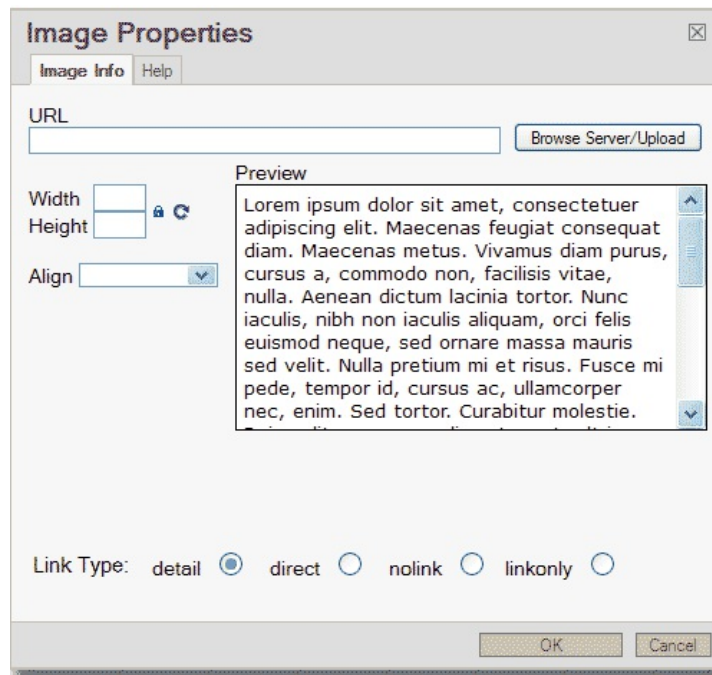 Image Properties
Image Info Help
URL
Browse Server/Upload
Preview
Width
Height
Align
Lorem ipsum dolor sit amet, consectetuer
adipiscing elit. Maecenas feugiat consequat
diam. Maecenas metus. Vivamus diam purus,
cursus a, commodo non, facilisis vitae,
nulla. Aenean dictum lacinia tortor. Nunc
iaculis, nibh non iaculis aliquam, orci felis
euismod neque, sed ornare massa mauris
sed velit. Nulla pretium mi et risus. Fusce mi
pede, tempor id, cursus ac, ullamcorper
nec, enim. Sed tortor. Curabitur molestie.
Link Type: detail direct nolink linkonly
OK Cancel